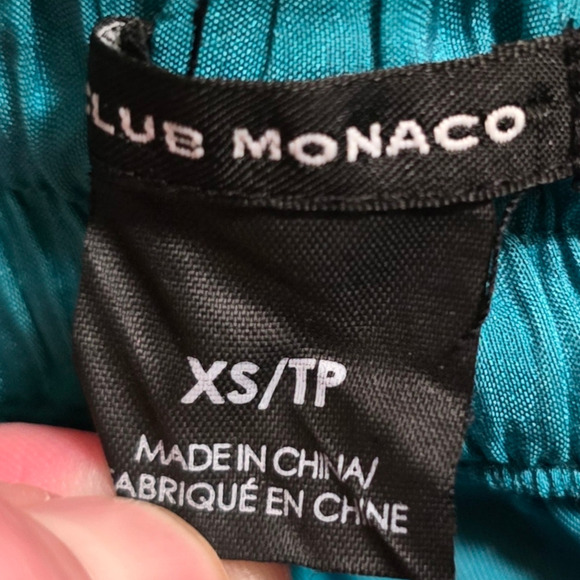 CLUB MONACO
XS/TP
MADE IN CHINA/
FABRIQUÉ EN CHINE